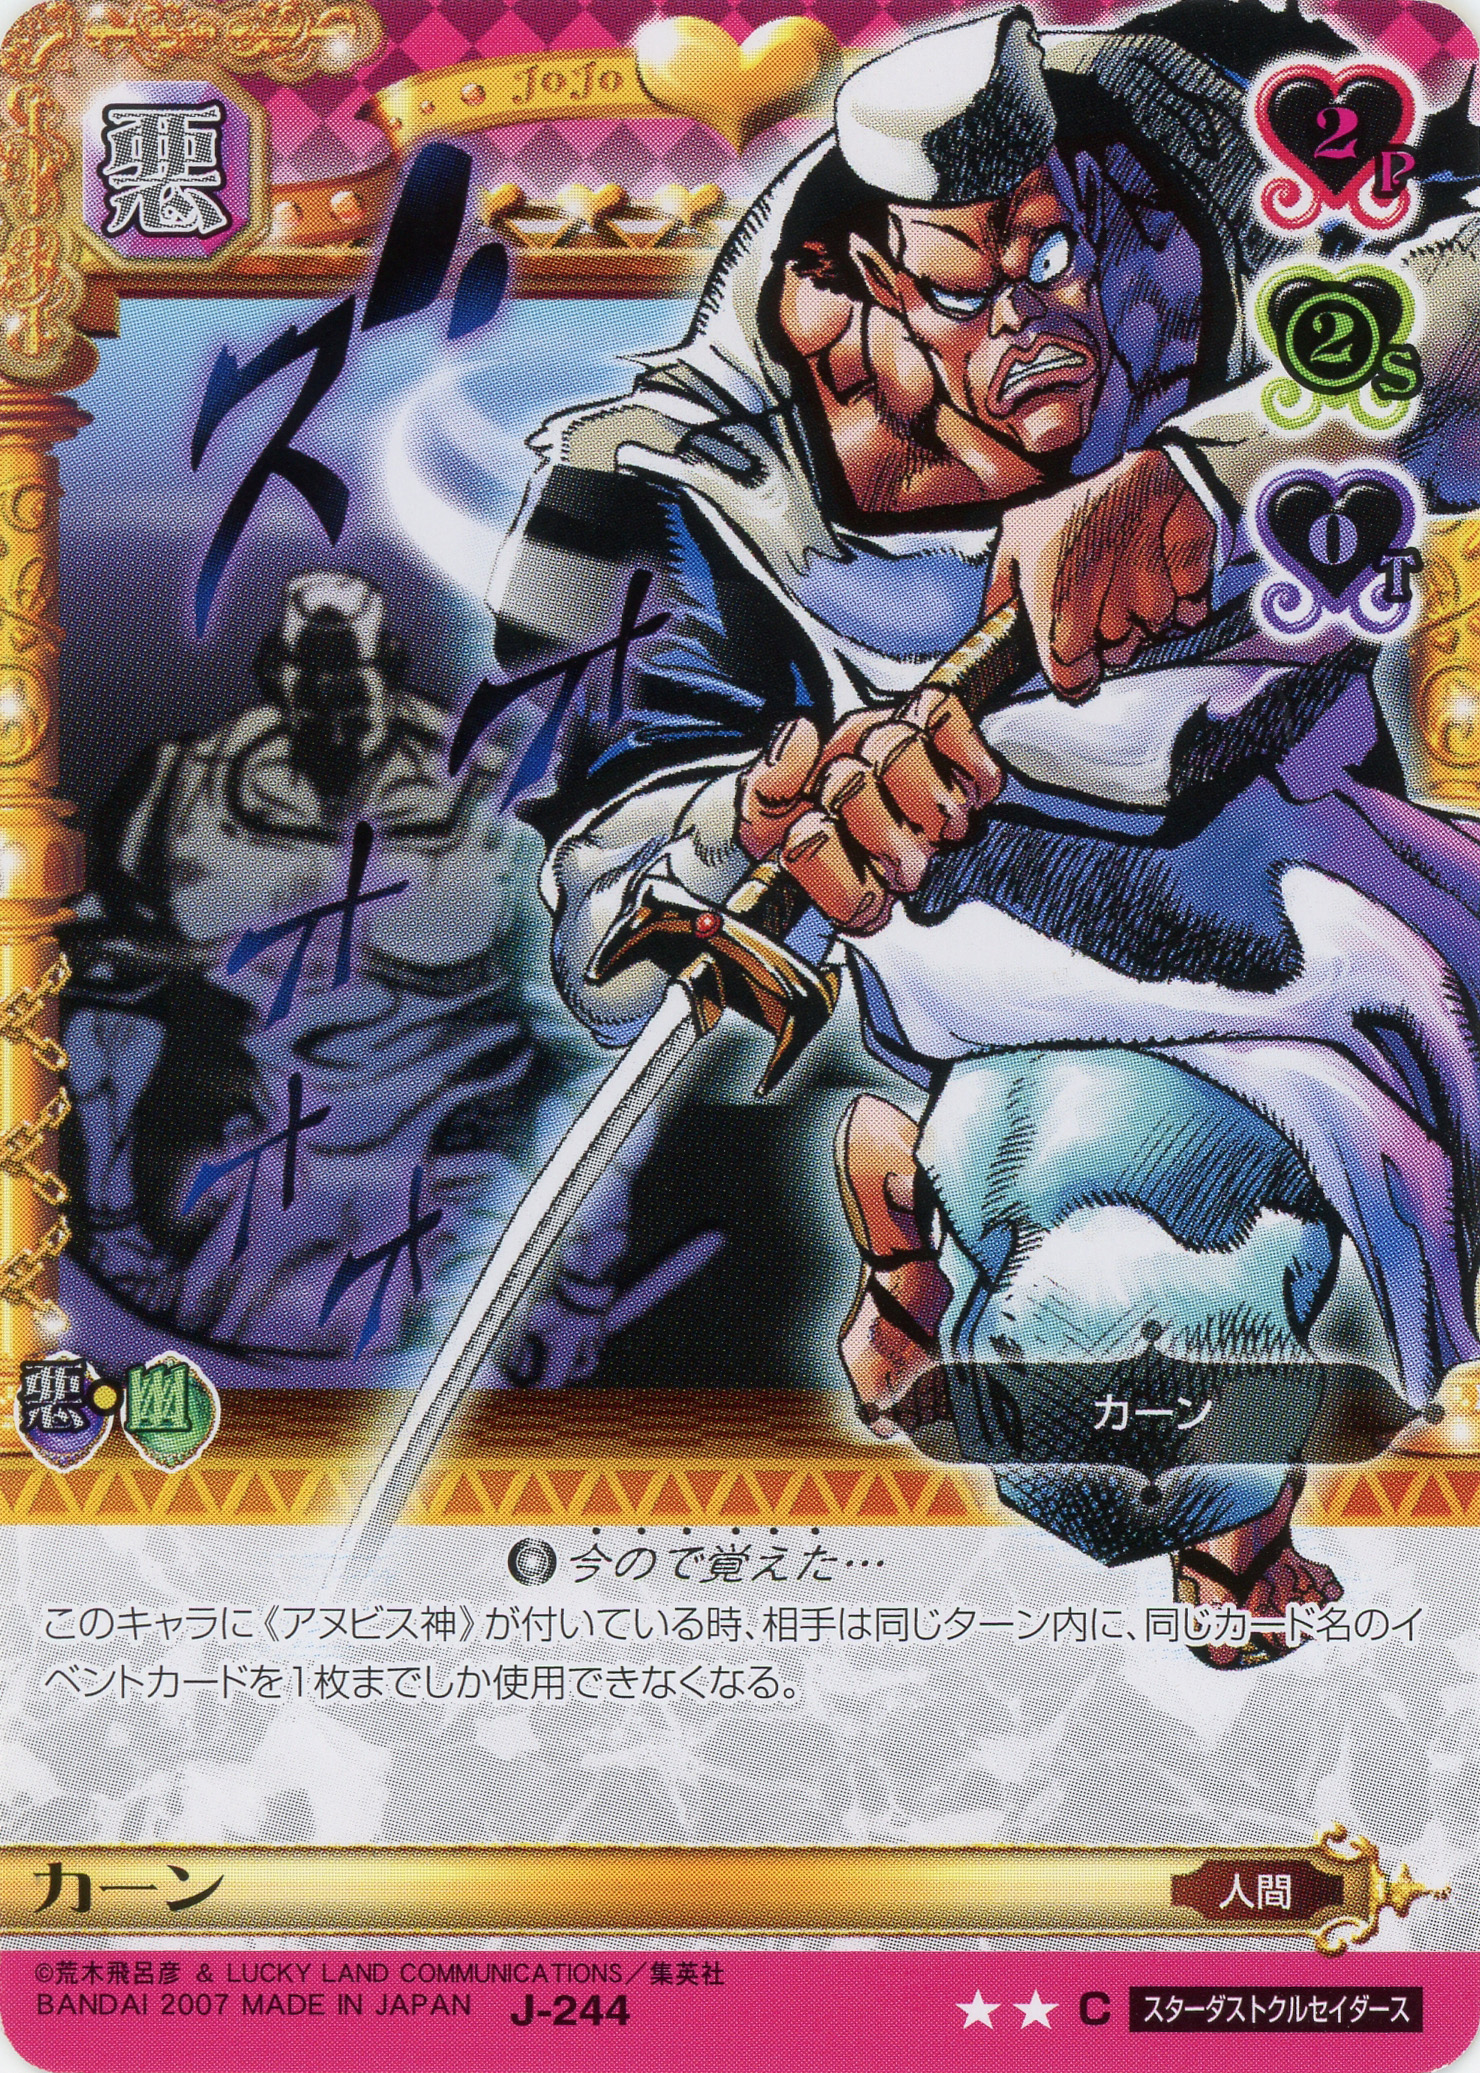 JoJo
悪
2 P
2 S
0 T
ズオオオオオ
悪・III
カーン
今ので覚えた…
このキャラに《アヌビス神》が付いている時、相手は同じターン内に、同じカード名のイ
ベントカードを1枚までしか使用できなくなる。
カーン
人間
©荒木飛呂彦 & LUCKY LAND COMMUNICATIONS／集英社
BANDAI 2007 MADE IN JAPAN J-244
★★ C スターダストクルセイダース